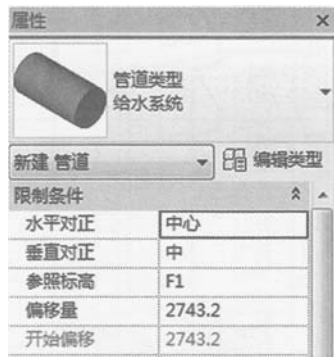 属性
管道类型
给水系统
新建 管道
编辑类型
限制条件
水平对正 中心
垂直对正 中
参照标高 F1
偏移量 2743.2
开始偏移 2743.2